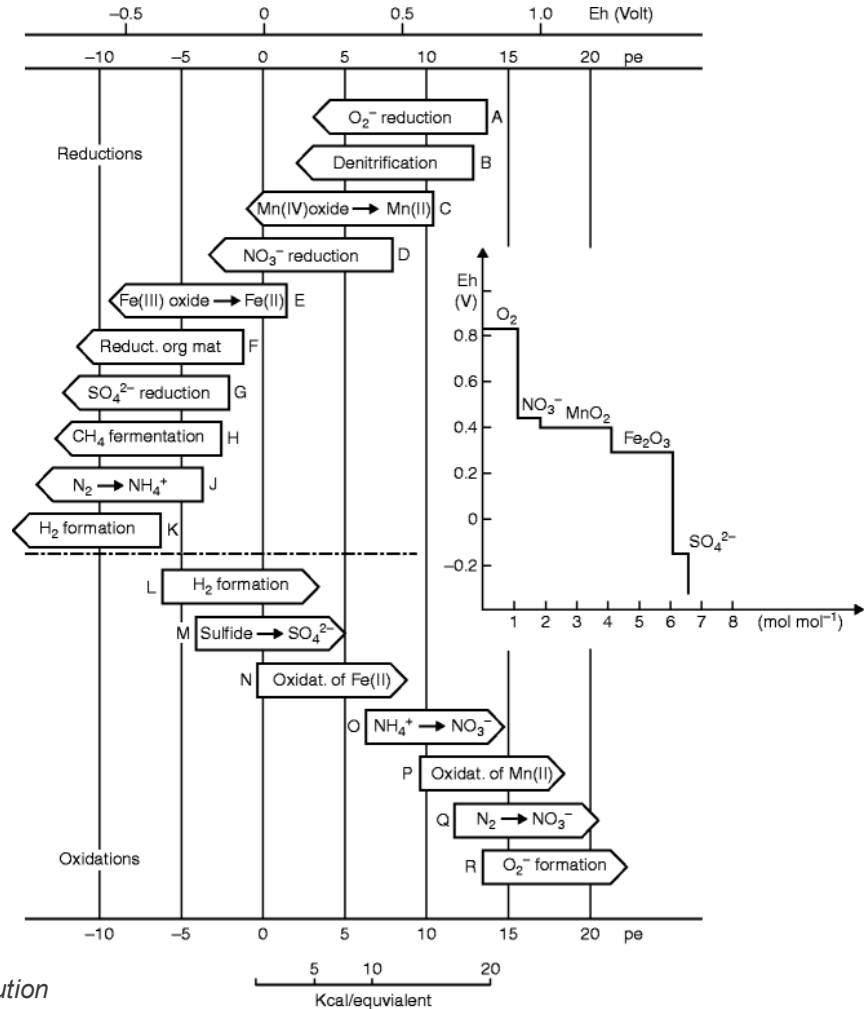 −0.5 0 0.5 1.0 Eh (Volt)
−10 −5 0 5 10 15 20 pe
O₂⁻ reduction A
Reductions
Denitrification B
Mn(IV)oxide → Mn(II) C
NO₃⁻ reduction D
Fe(III) oxide → Fe(II) E
Reduct. org mat F
SO₄²⁻ reduction G
CH₄ fermentation H
N₂ → NH₄⁺ J
H₂ formation K
Eh
(V)
O₂
0.8
0.6
NO₃⁻ MnO₂
0.4
Fe₂O₃
0.2
0
SO₄²⁻
−0.2
1 2 3 4 5 6 7 8 (mol mol⁻¹)
L H₂ formation
M Sulfide → SO₄²⁻
N Oxidat. of Fe(II)
O NH₄⁺ → NO₃⁻
P Oxidat. of Mn(II)
Q N₂ → NO₃⁻
Oxidations
R O₂⁻ formation
−10 −5 0 5 10 15 20 pe
5 10 20
Kcal/equvialent
ution